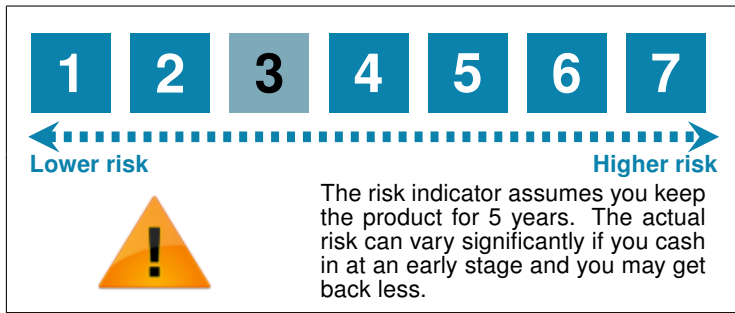 1 2 3 4 5 6 7
Lower risk Higher risk
The risk indicator assumes you keep
the product for 5 years. The actual
risk can vary significantly if you cash
in at an early stage and you may get
back less.